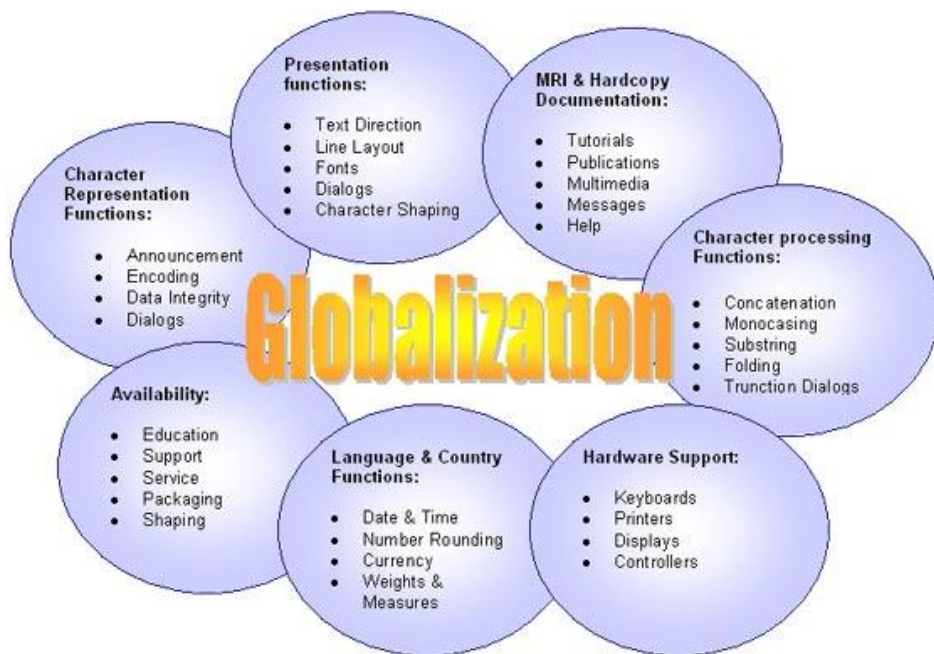 Presentation
functions:
• Text Direction
• Line Layout
• Fonts
• Dialogs
• Character Shaping
MRI & Hardcopy
Documentation:
• Tutorials
• Publications
• Multimedia
• Messages
• Help
Character
Representation
Functions:
• Announcement
• Encoding
• Data Integrity
• Dialogs
Character processing
Functions:
• Concatenation
• Monocasing
• Substring
• Folding
• Trunction Dialogs
Globalization
Availability:
• Education
• Support
• Service
• Packaging
• Shaping
Language & Country
Functions:
• Date & Time
• Number Rounding
• Currency
• Weights &
Measures
Hardware Support:
• Keyboards
• Printers
• Displays
• Controllers